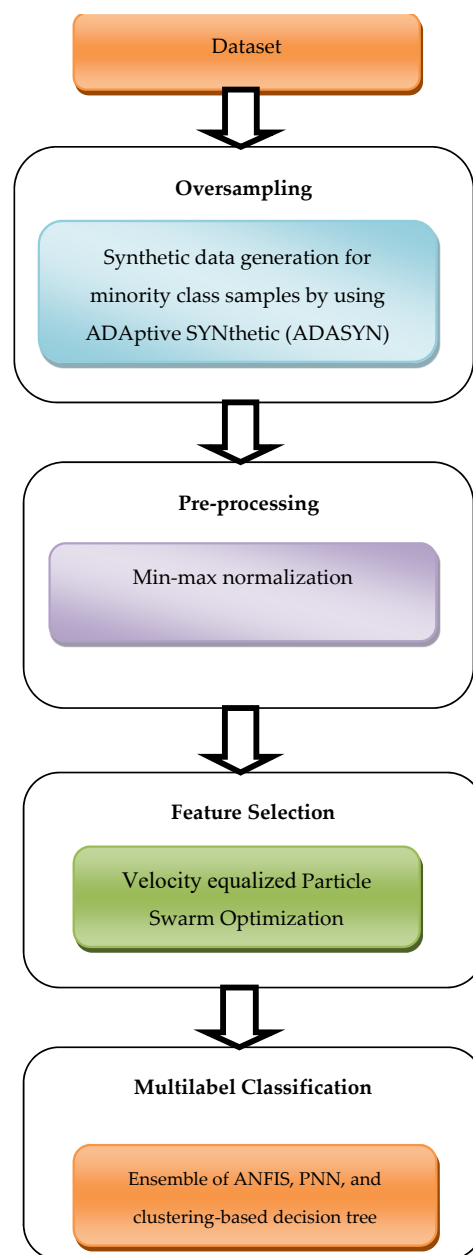 Dataset
Oversampling
Synthetic data generation for
minority class samples by using
ADAptive SYNthetic (ADASYN)
Pre-processing
Min-max normalization
Feature Selection
Velocity equalized Particle
Swarm Optimization
Multilabel Classification
Ensemble of ANFIS, PNN, and
clustering-based decision tree